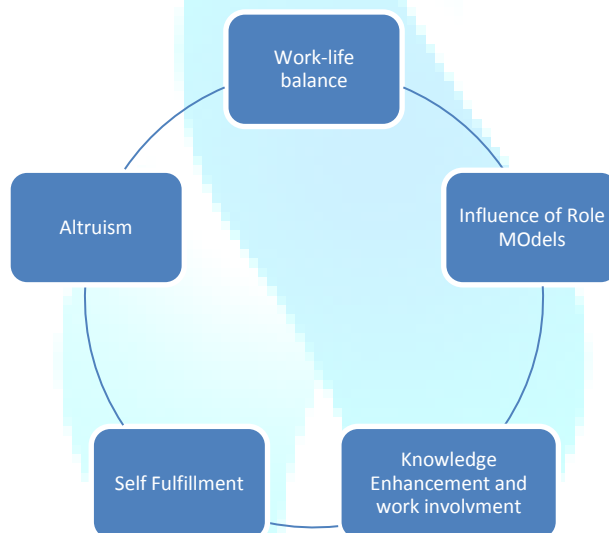 Work-life
balance
Influence of Role
MOdels
Knowledge
Enhancement and
work involvment
Self Fulfillment
Altruism